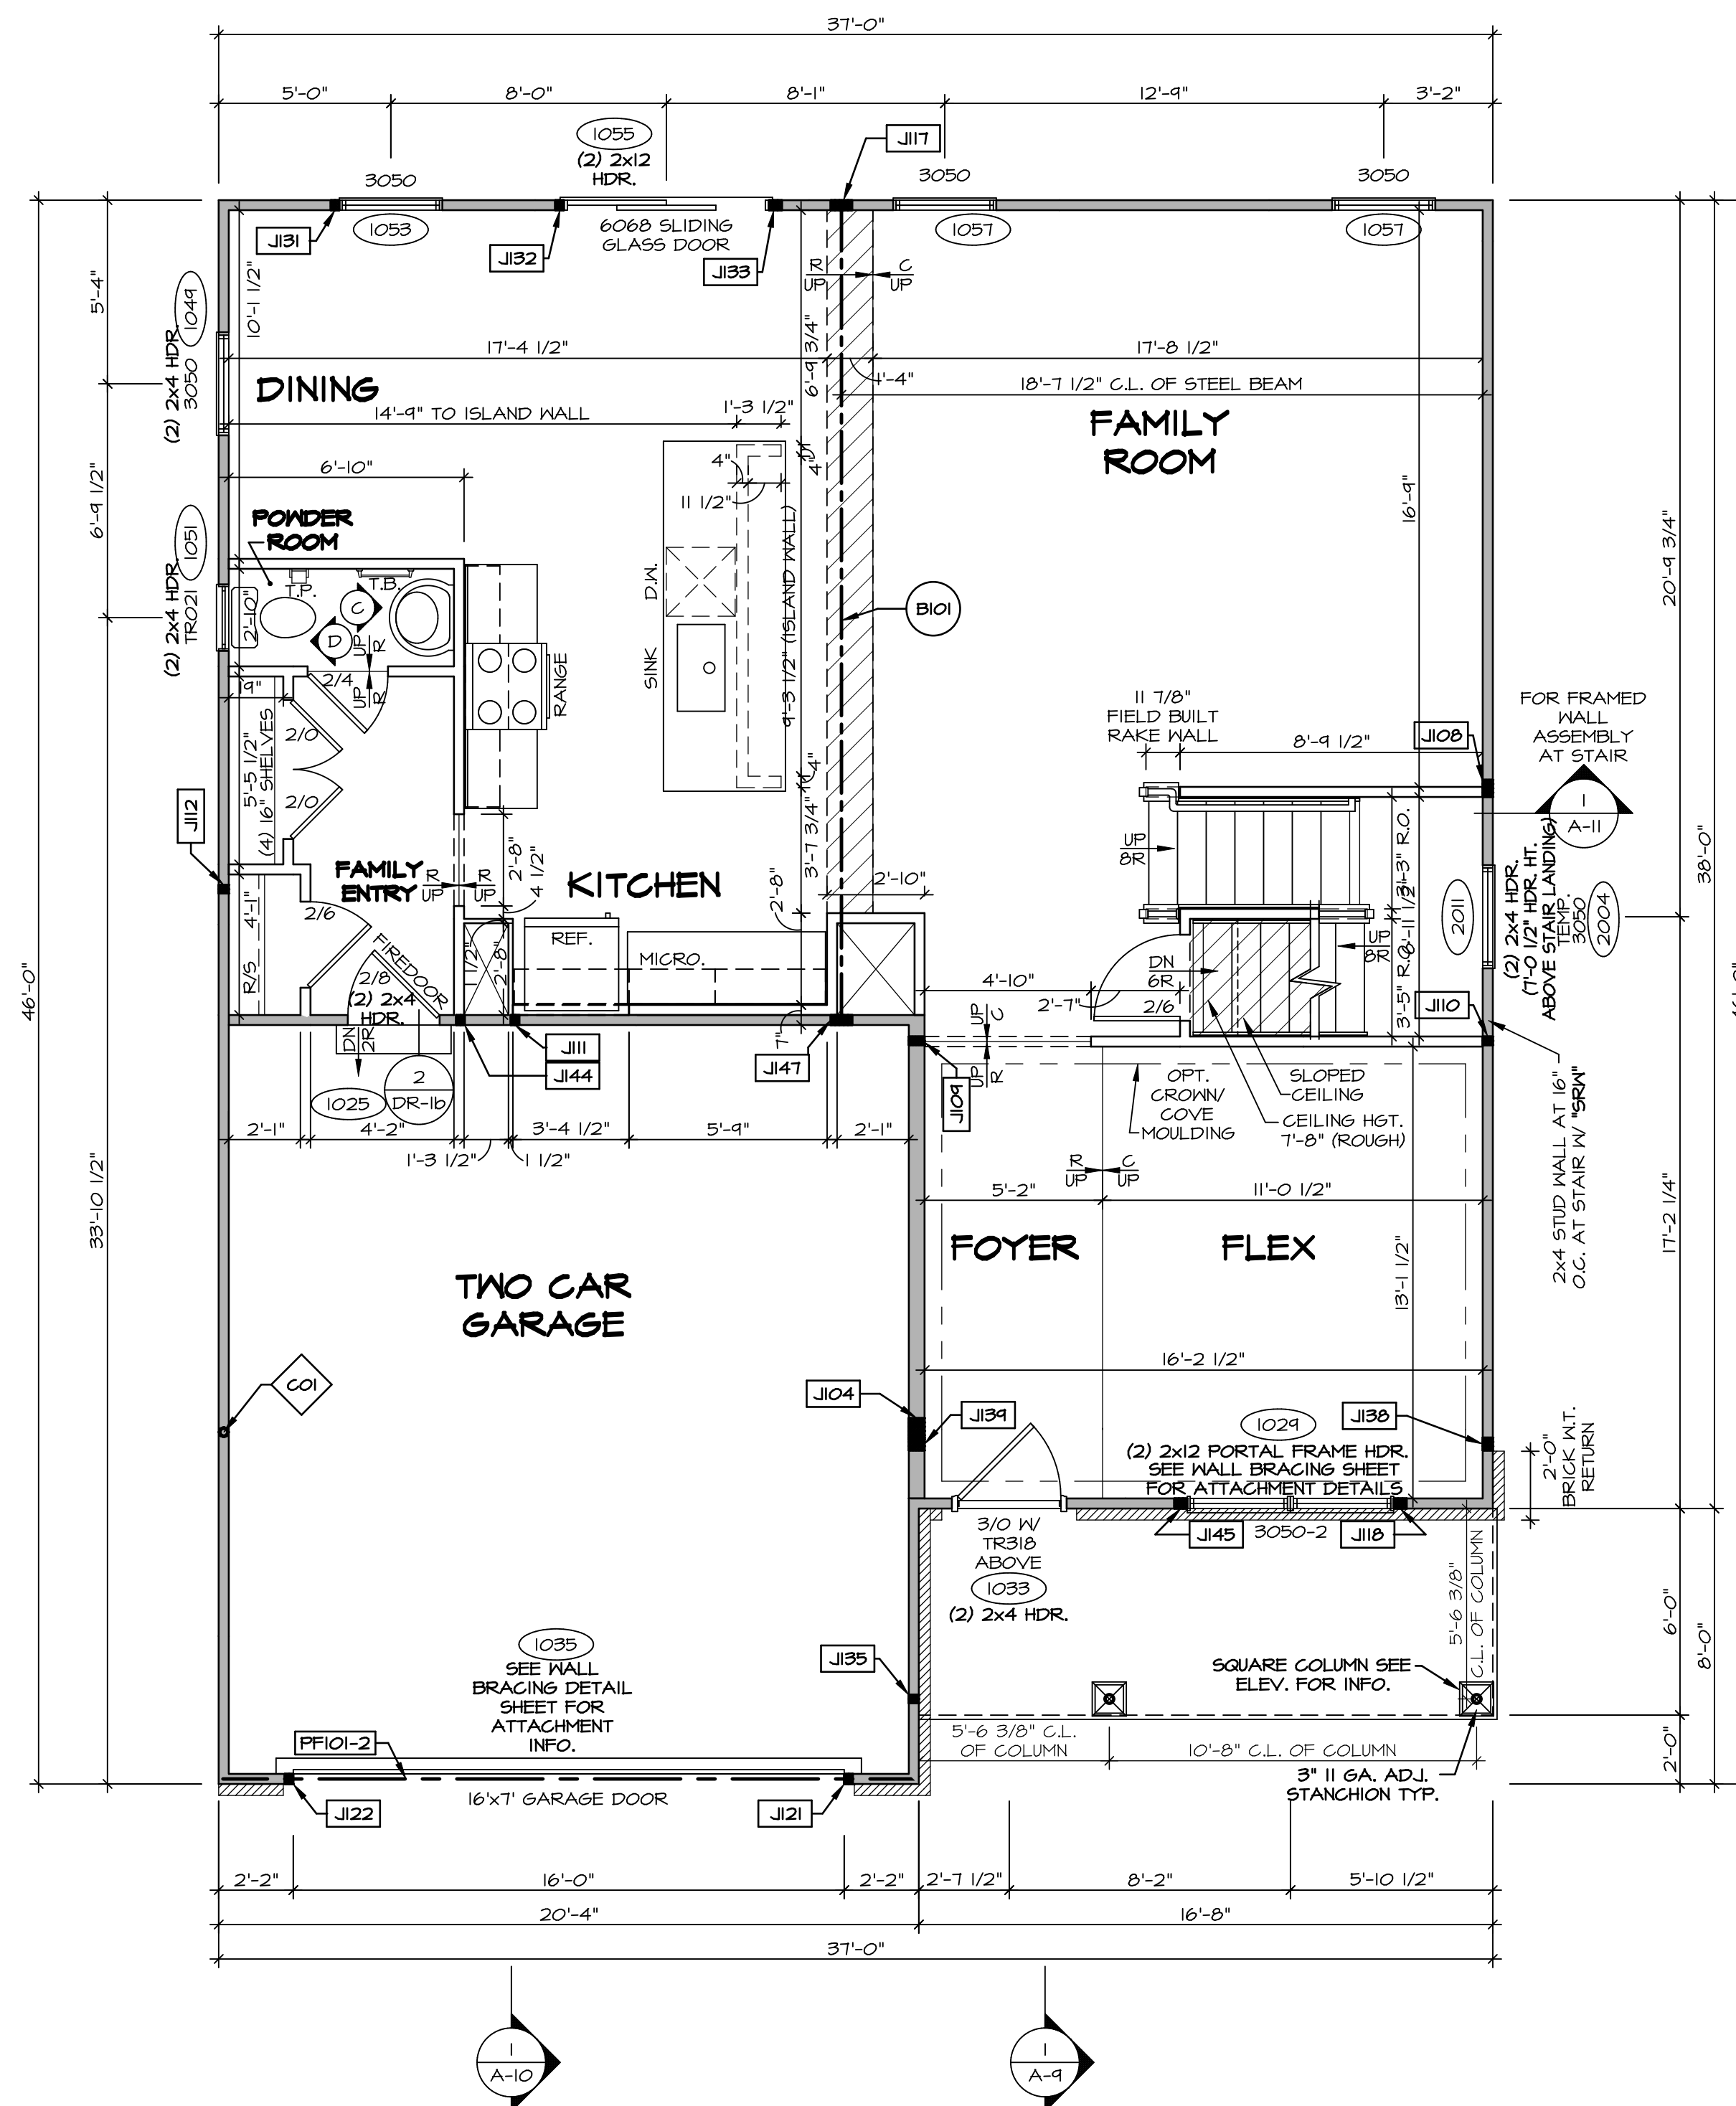 37'-0"
5'-0"
8'-0"
8'-1"
12'-9"
3'-2"
1055
(2) 2x12
HDR.
J117
3050
3050
3050
1053
J131
J132
6068 SLIDING
GLASS DOOR
J133
1057
1057
R
UP
C
UP
5'-4"
1049
(2) 2x4 HDR.
3050
10'-1 1/2"
17'-4 1/2"
6'-9 3/4"
1'-4"
17'-8 1/2"
18'-7 1/2" C.L. OF STEEL BEAM
DINING
14'-9" TO ISLAND WALL
1'-3 1/2"
FAMILY
ROOM
6'-10"
4"
4"
11 1/2"
16'-9"
6'-9 1/2"
1051
(2) 2x4 HDR.
TR021
POWDER
ROOM
T.P.
T.B.
C
D
2'-10"
UP
R
UP
R
2/4
D.W.
SINK
RANGE
9'-3 1/2" (ISLAND WALL)
B101
20'-9 3/4"
19"
2/0
2/0
5'-5 1/2"
(4) 16" SHELVES
11 7/8"
FIELD BUILT
RAKE WALL
8'-9 1/2"
J108
FOR FRAMED
WALL
ASSEMBLY
AT STAIR
1
A-11
J112
4"
3'-7 3/4"
FAMILY
ENTRY
R
UP
R
UP
2'-8"
4 1/2"
KITCHEN
2'-8"
2'-10"
UP
8R
3'-3" R.O.
6'-11 1/2"
2011
(2) 2x4 HDR.
(7'-0 1/2" HDR. HT.
ABOVE STAIR LANDING)
TEMP.
3050
2004
38'-0"
46'-0"
4'-1"
R/S
2/6
FIREDOOR
2/8
(2) 2x4
HDR.
DN
2R
1 1/2"
2'-8"
REF.
MICRO.
7"
4'-10"
2'-7"
DN
6R
2/6
UP
8R
3'-5" R.O.
J110
J111
J144
J147
J109
UP
C
UP
R
1025
2
DR-1b
OPT.
CROWN/
COVE
MOULDING
SLOPED
CEILING
CEILING HGT.
7'-8" (ROUGH)
2x4 STUD WALL AT 16"
O.C. AT STAIR W/ "SRW"
2'-1"
4'-2"
1'-3 1/2"
1 1/2"
3'-4 1/2"
5'-9"
2'-1"
33'-10 1/2"
R
UP
C
UP
5'-2"
11'-0 1/2"
FOYER
FLEX
13'-1 1/2"
17'-2 1/4"
TWO CAR
GARAGE
16'-2 1/2"
C01
J104
J139
1029
J138
(2) 2x12 PORTAL FRAME HDR.
SEE WALL BRACING SHEET
FOR ATTACHMENT DETAILS
2'-0"
BRICK W.T.
RETURN
3/0 W/
TR318
ABOVE
1033
(2) 2x4 HDR.
J145
3050-2
J118
5'-6 3/8"
C.L. OF COLUMN
6'-0"
8'-0"
2'-0"
1035
SEE WALL
BRACING DETAIL
SHEET FOR
ATTACHMENT
INFO.
J135
SQUARE COLUMN SEE
ELEV. FOR INFO.
PF101-2
5'-6 3/8" C.L.
OF COLUMN
10'-8" C.L. OF COLUMN
3" 11 GA. ADJ.
STANCHION TYP.
J122
16'x7' GARAGE DOOR
J121
2'-2"
16'-0"
2'-2"
2'-7 1/2"
8'-2"
5'-10 1/2"
20'-4"
16'-8"
37'-0"
1
A-10
1
A-9